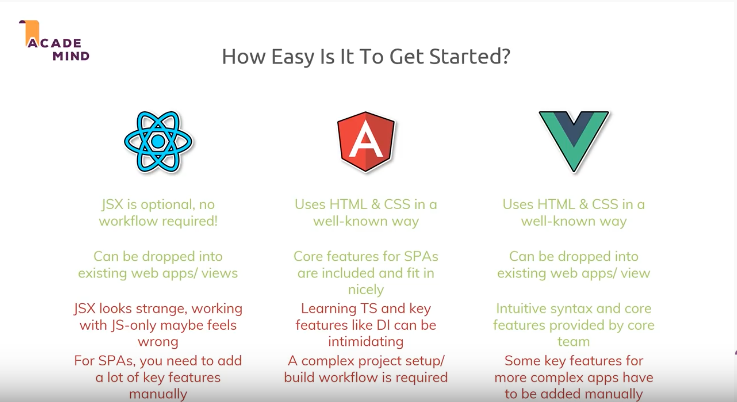 ACADE
MIND
How Easy Is It To Get Started?
A
JSX is optional, no
workflow required!
Can be dropped into
existing web apps/ views
JSX looks strange, working
with JS-only maybe feels
wrong
For SPAs, you need to add
a lot of key features
manually
Uses HTML & CSS in a
well-known way
Core features for SPAs
are included and fit in
nicely
Learning TS and key
features like DI can be
intimidating
A complex project setup/
build workflow is required
Uses HTML & CSS in a
well-known way
Can be dropped into
existing web apps/ view
Intuitive syntax and core
features provided by core
team
Some key features for
more complex apps have
to be added manually